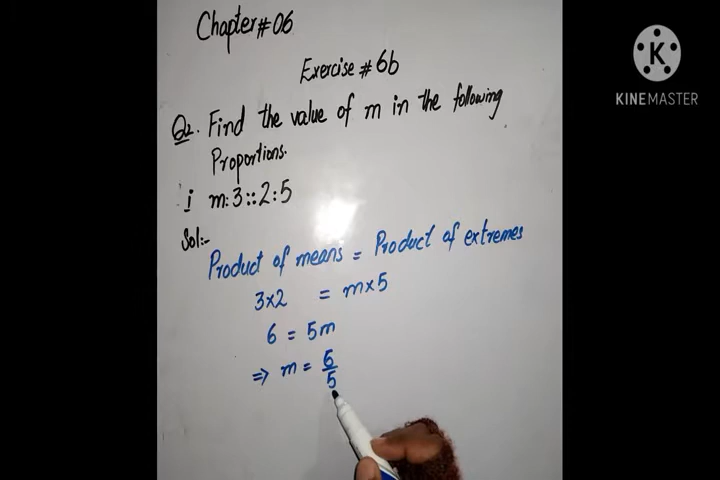 Chapter#06
Exercise # 6b
Q2. Find the value of m in the following
Proportions.
i m:3::2:5
Sol:-
Product of means = Product of extremes
3×2 = m×5
6 = 5m
⇒ m = 6/5
K
KINEMASTER